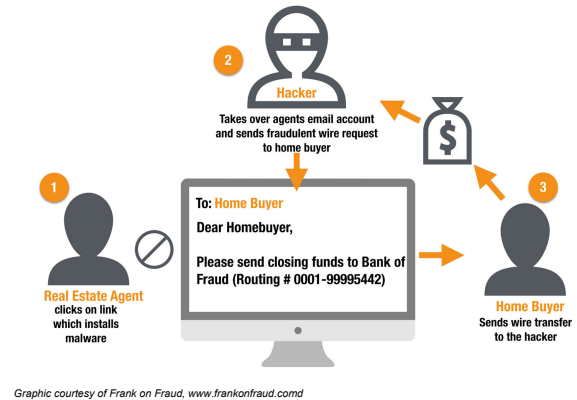 2
Hacker
Takes over agents email account
and sends fraudulent wire request
to home buyer
$
1
3
To: Home Buyer
Dear Homebuyer,
Please send closing funds to Bank of
Fraud (Routing # 0001-99995442)
Real Estate Agent
clicks on link
which installs
malware
Home Buyer
Sends wire transfer
to the hacker
Graphic courtesy of Frank on Fraud, www.frankonfraud.comd